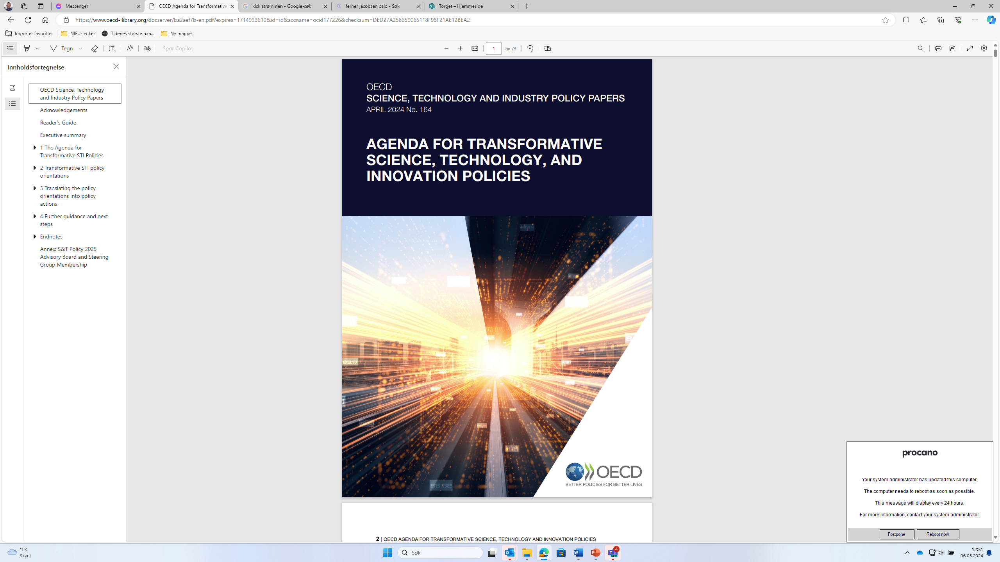 Messenger
OECD Agenda for Transformative
kick strømmen - Google-søk
ferner jacobsen oslo - Søk
Torget – Hjemmeside
https://www.oecd-ilibrary.org/docserver/ba2aaf7b-en.pdf?expires=1714993610&id=id&accname=ocid177226&checksum=DED27A256659065118F98F21AE12BEA2
Importer favoritter
NIFU-lenker
Tidenes største han...
Ny mappe
Tegn
aあ
Spør Copilot
1
av 73
Innholdsfortegnelse
OECD Science, Technology
and Industry Policy Papers
Acknowledgements
Reader’s Guide
Executive summary
1 The Agenda for
Transformative STI Policies
2 Transformative STI policy
orientations
3 Translating the policy
orientations into policy
actions
4 Further guidance and next
steps
Endnotes
Annex: S&T Policy 2025
Advisory Board and Steering
Group Membership
OECD
SCIENCE, TECHNOLOGY AND INDUSTRY POLICY PAPERS
APRIL 2024 No. 164
AGENDA FOR TRANSFORMATIVE
SCIENCE, TECHNOLOGY, AND
INNOVATION POLICIES
63.17
11.21
55.32
OECD
BETTER POLICIES FOR BETTER LIVES
2 | OECD AGENDA FOR TRANSFORMATIVE SCIENCE, TECHNOLOGY AND INNOVATION POLICIES
procano
Your system administrator has updated this computer.
The computer needs to reboot as soon as possible.
This message will display every 24 hours.
For more information, contact your system administrator.
Postpone
Reboot now
11°C
Skyet
Søk
4
NEW
12:51
06.05.2024